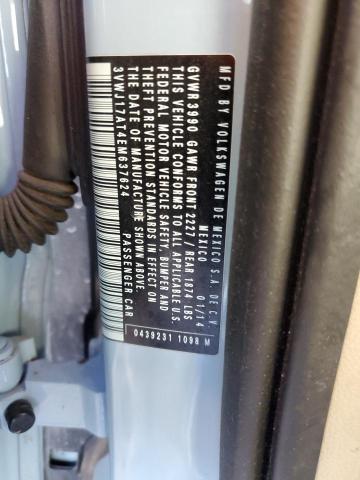 MFD BY VOLKSWAGEN DE MEXICO S.A. DE C.V.
MEXICO 01/14
GVWR 3990 GAWR FRONT 2227 / REAR 1874 LBS
THIS VEHICLE CONFORMS TO ALL APPLICABLE U.S.
FEDERAL MOTOR VEHICLE SAFETY, BUMPER AND
THEFT PREVENTION STANDARDS IN EFFECT ON
THE DATE OF MANUFACTURE SHOWN ABOVE.
3VWJ17AT4EM637624 PASSENGER CAR
0439231 1098 M